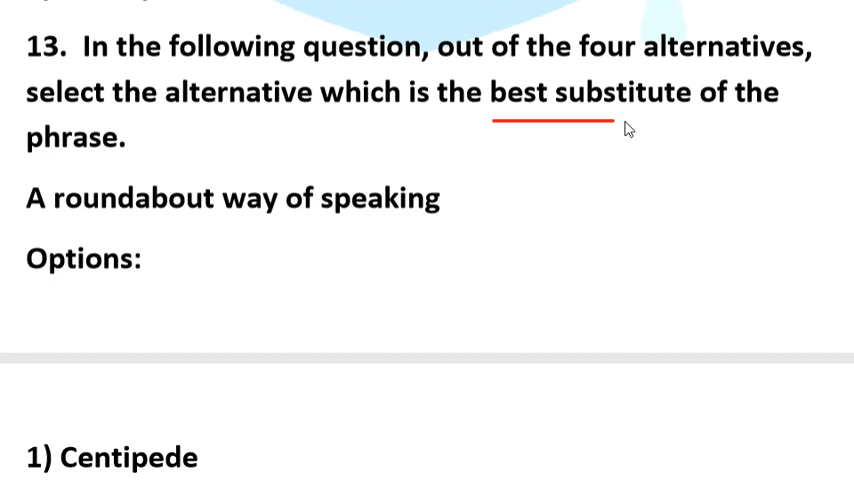 13. In the following question, out of the four alternatives,
select the alternative which is the best substitute of the
phrase.
A roundabout way of speaking
Options:
1) Centipede